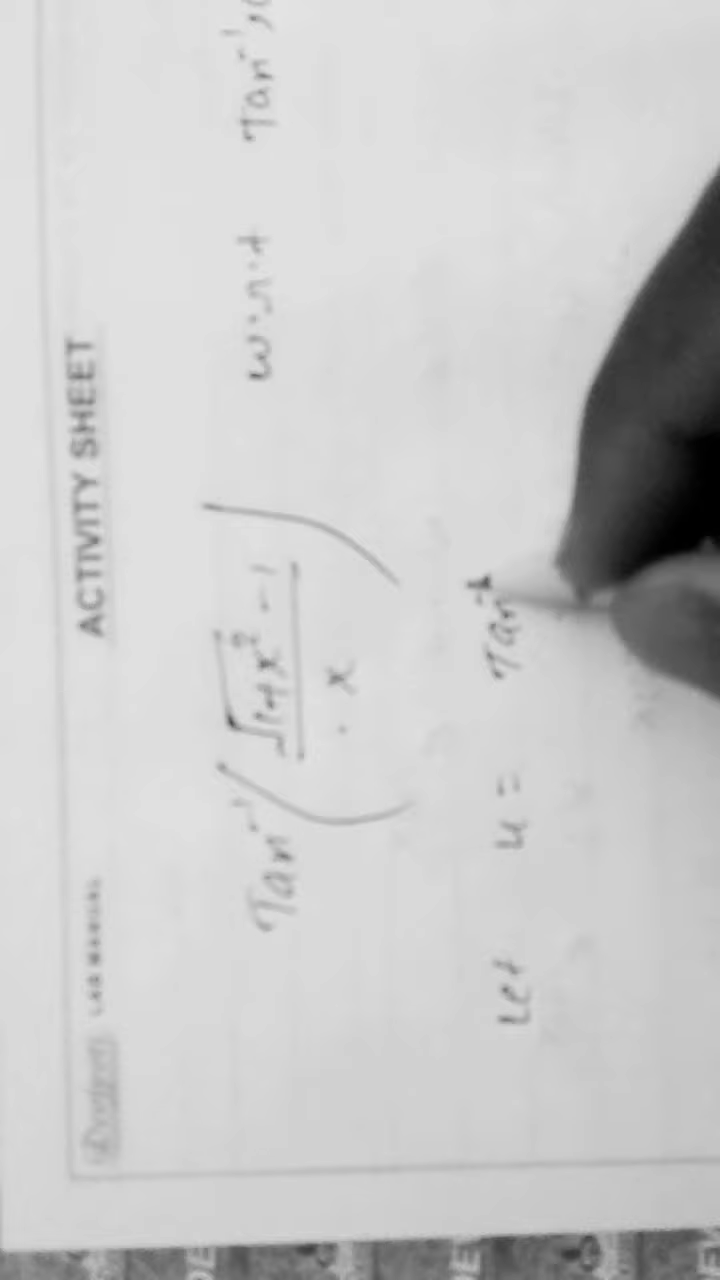 LAB MANUAL ACTIVITY SHEET
Tan⁻¹(√1+x² - 1 / x) w.r.t Tan⁻¹x
Let u = Tan⁻¹